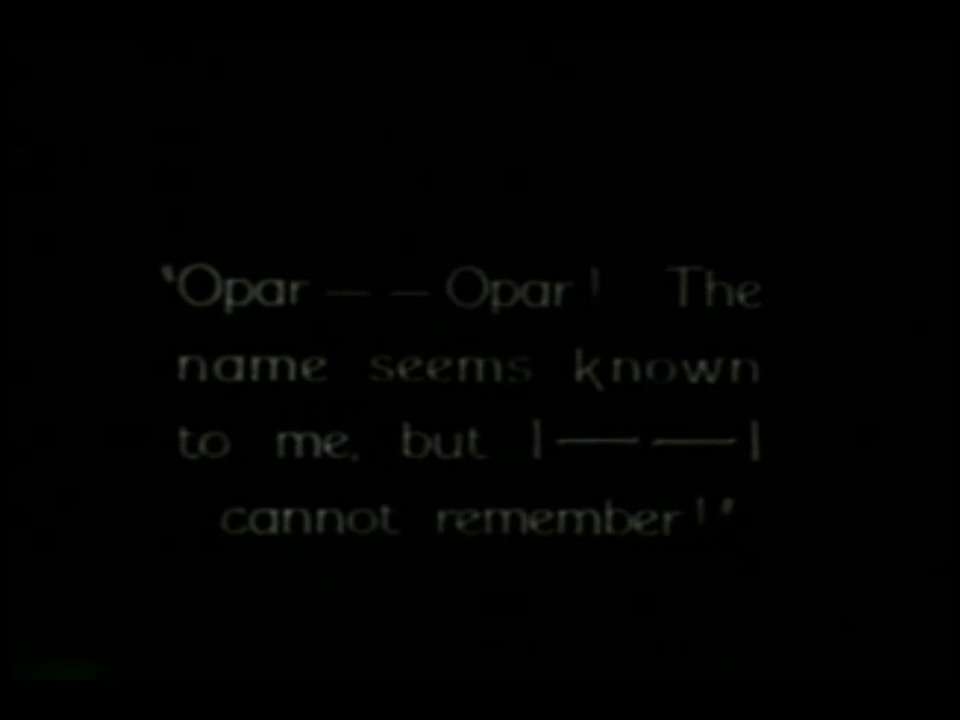 "Opar — — Opar! The
name seems known
to me, but I — — I
cannot remember!"